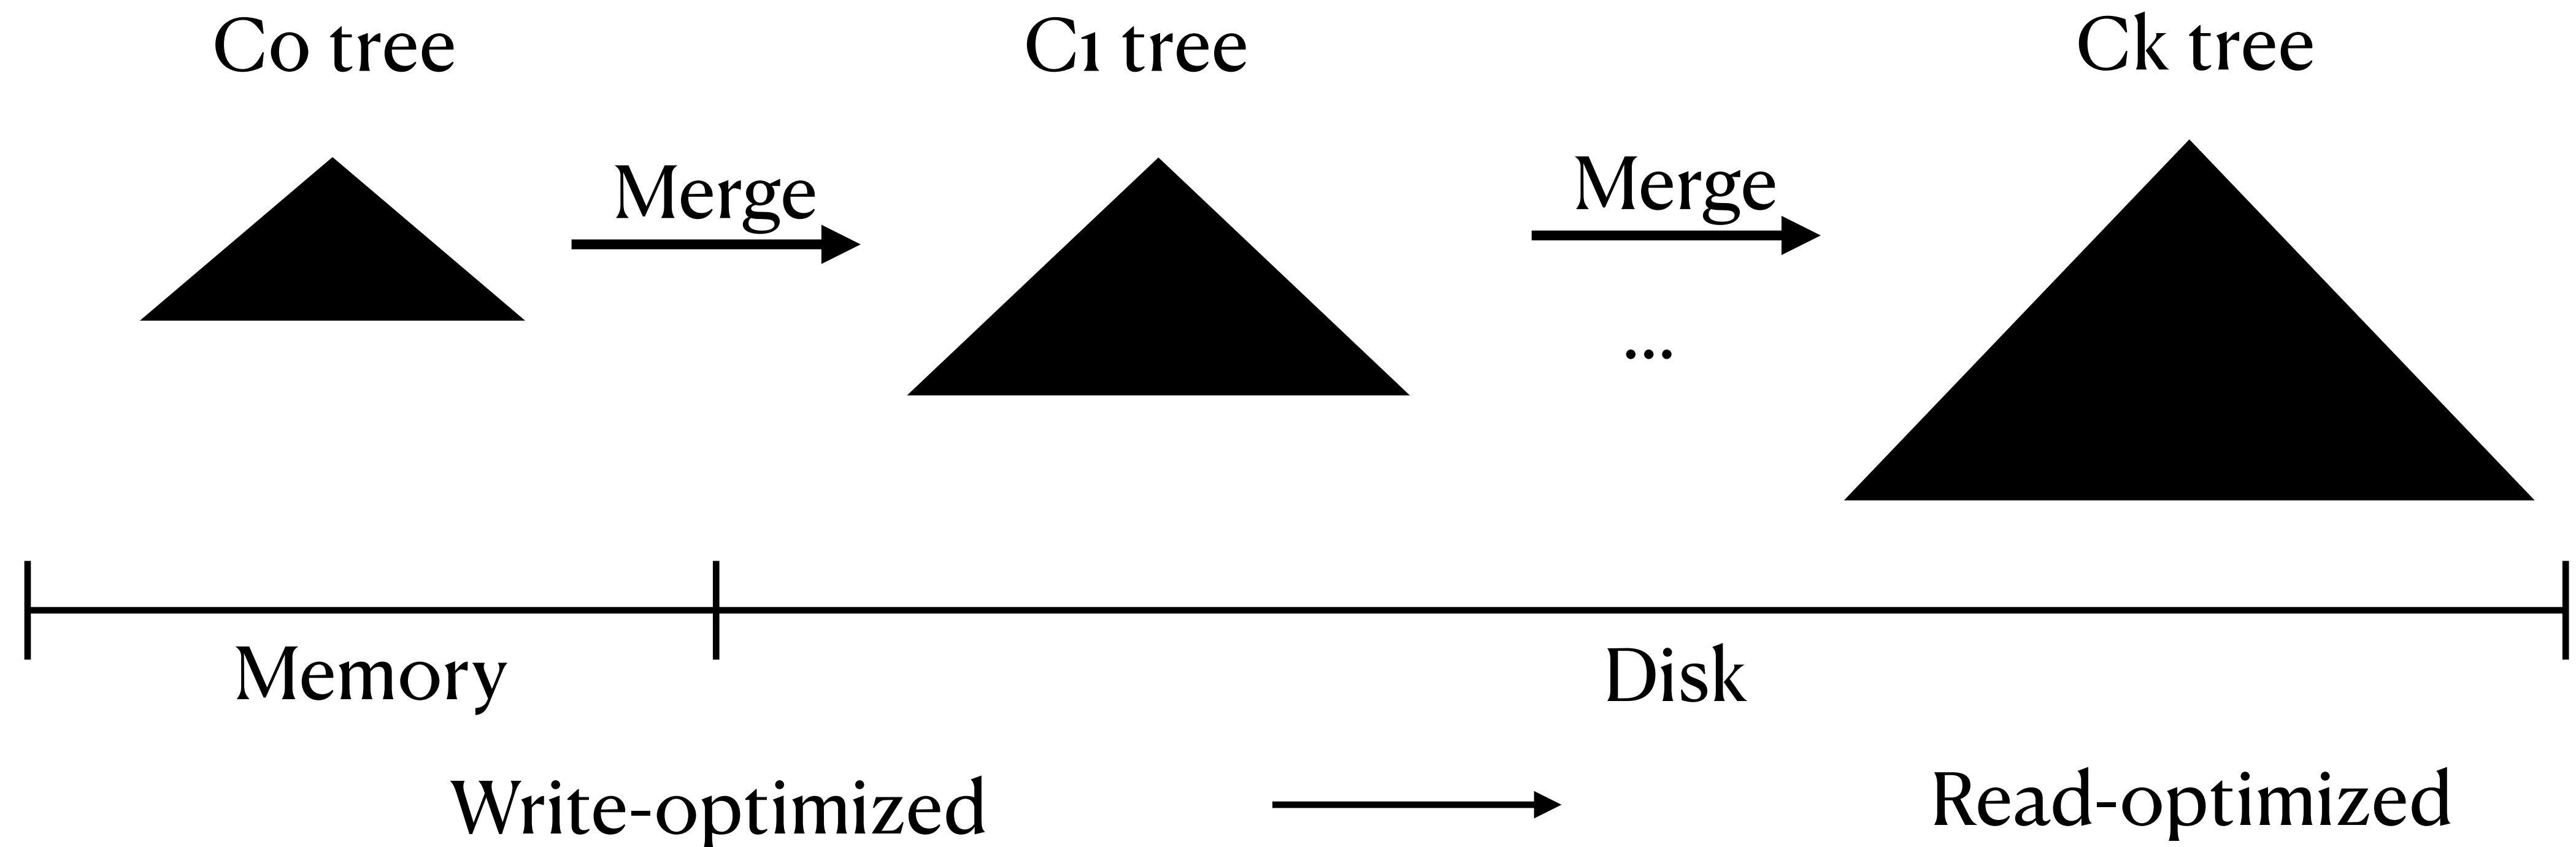 C0 tree
C1 tree
Ck tree
Merge
Merge
...
Memory
Disk
Write-optimized
Read-optimized